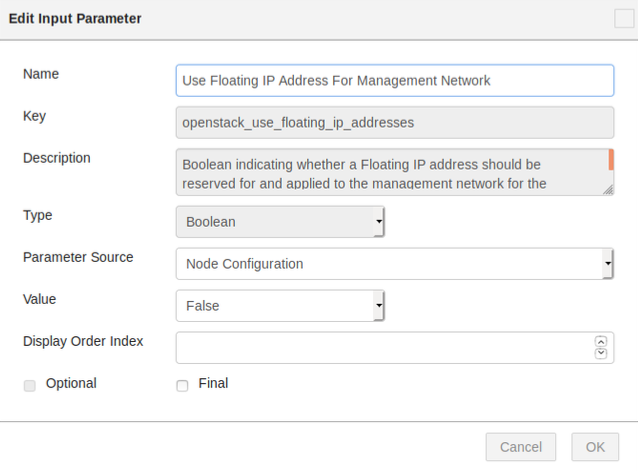 Edit Input Parameter
Name
Use Floating IP Address For Management Network
Key
openstack_use_floating_ip_addresses
Description
Boolean indicating whether a Floating IP address should be
reserved for and applied to the management network for the
Type
Boolean
Parameter Source
Node Configuration
Value
False
Display Order Index
Optional
Final
Cancel
OK